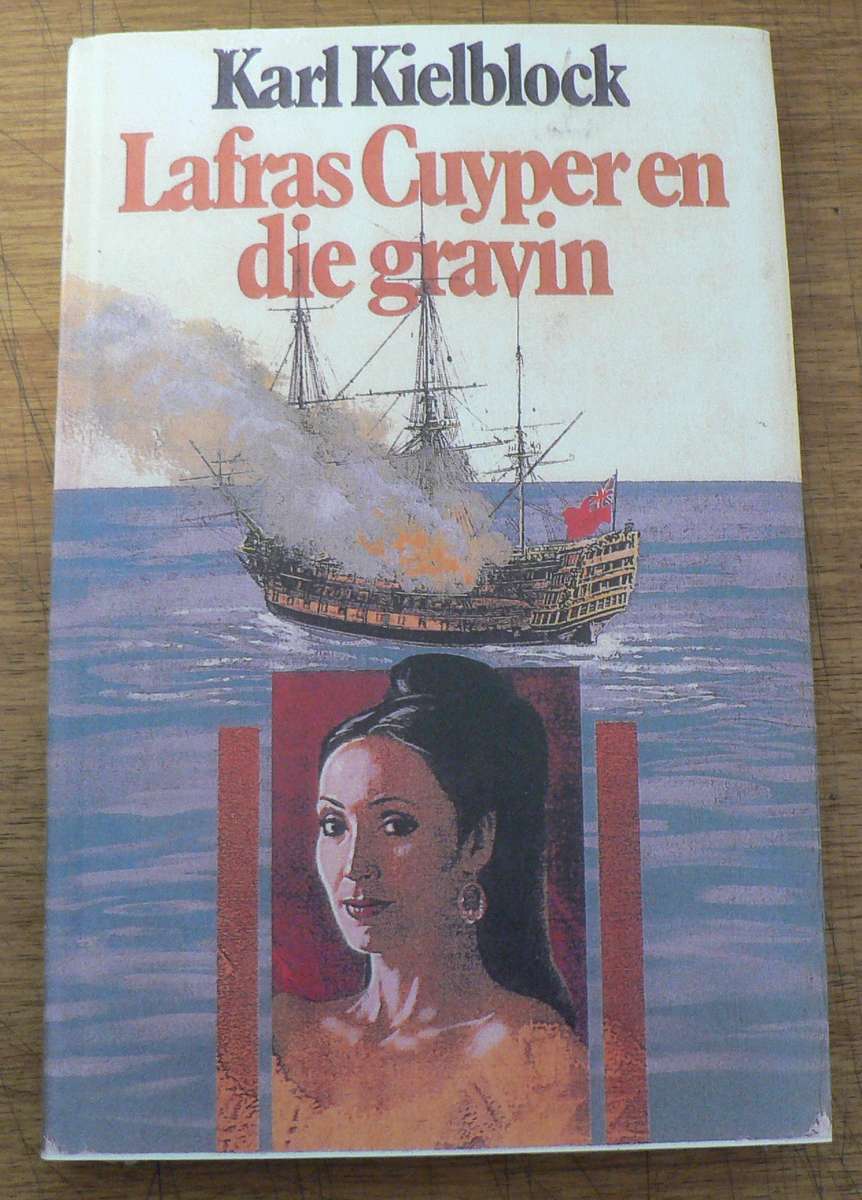 Karl Kielblock
Lafras Cuyper en
die gravin